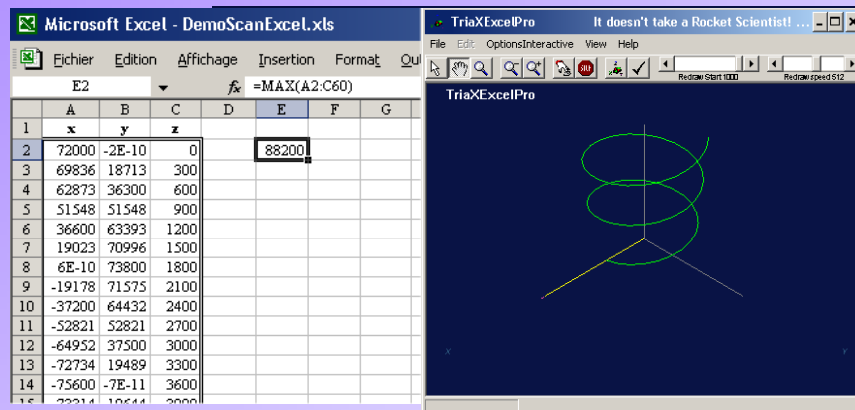 Microsoft Excel - DemoScanExcel.xls
Fichier Edition Affichage Insertion Format Ou
E2 fx =MAX(A2:C60)
A B C D E F G
1 x y z
2 72000 -2E-10 0 88200
3 69836 18713 300
4 62873 36300 600
5 51548 51548 900
6 36600 63393 1200
7 19023 70996 1500
8 6E-10 73800 1800
9 -19178 71575 2100
10 -37200 64432 2400
11 -52821 52821 2700
12 -64952 37500 3000
13 -72734 19489 3300
14 -75600 -7E-11 3600
TriaXExcelPro It doesn't take a Rocket Scientist! ...
File Edit OptionsInteractive View Help
Redraw Start 1000 Redraw speed 512
TriaXExcelPro
X Y